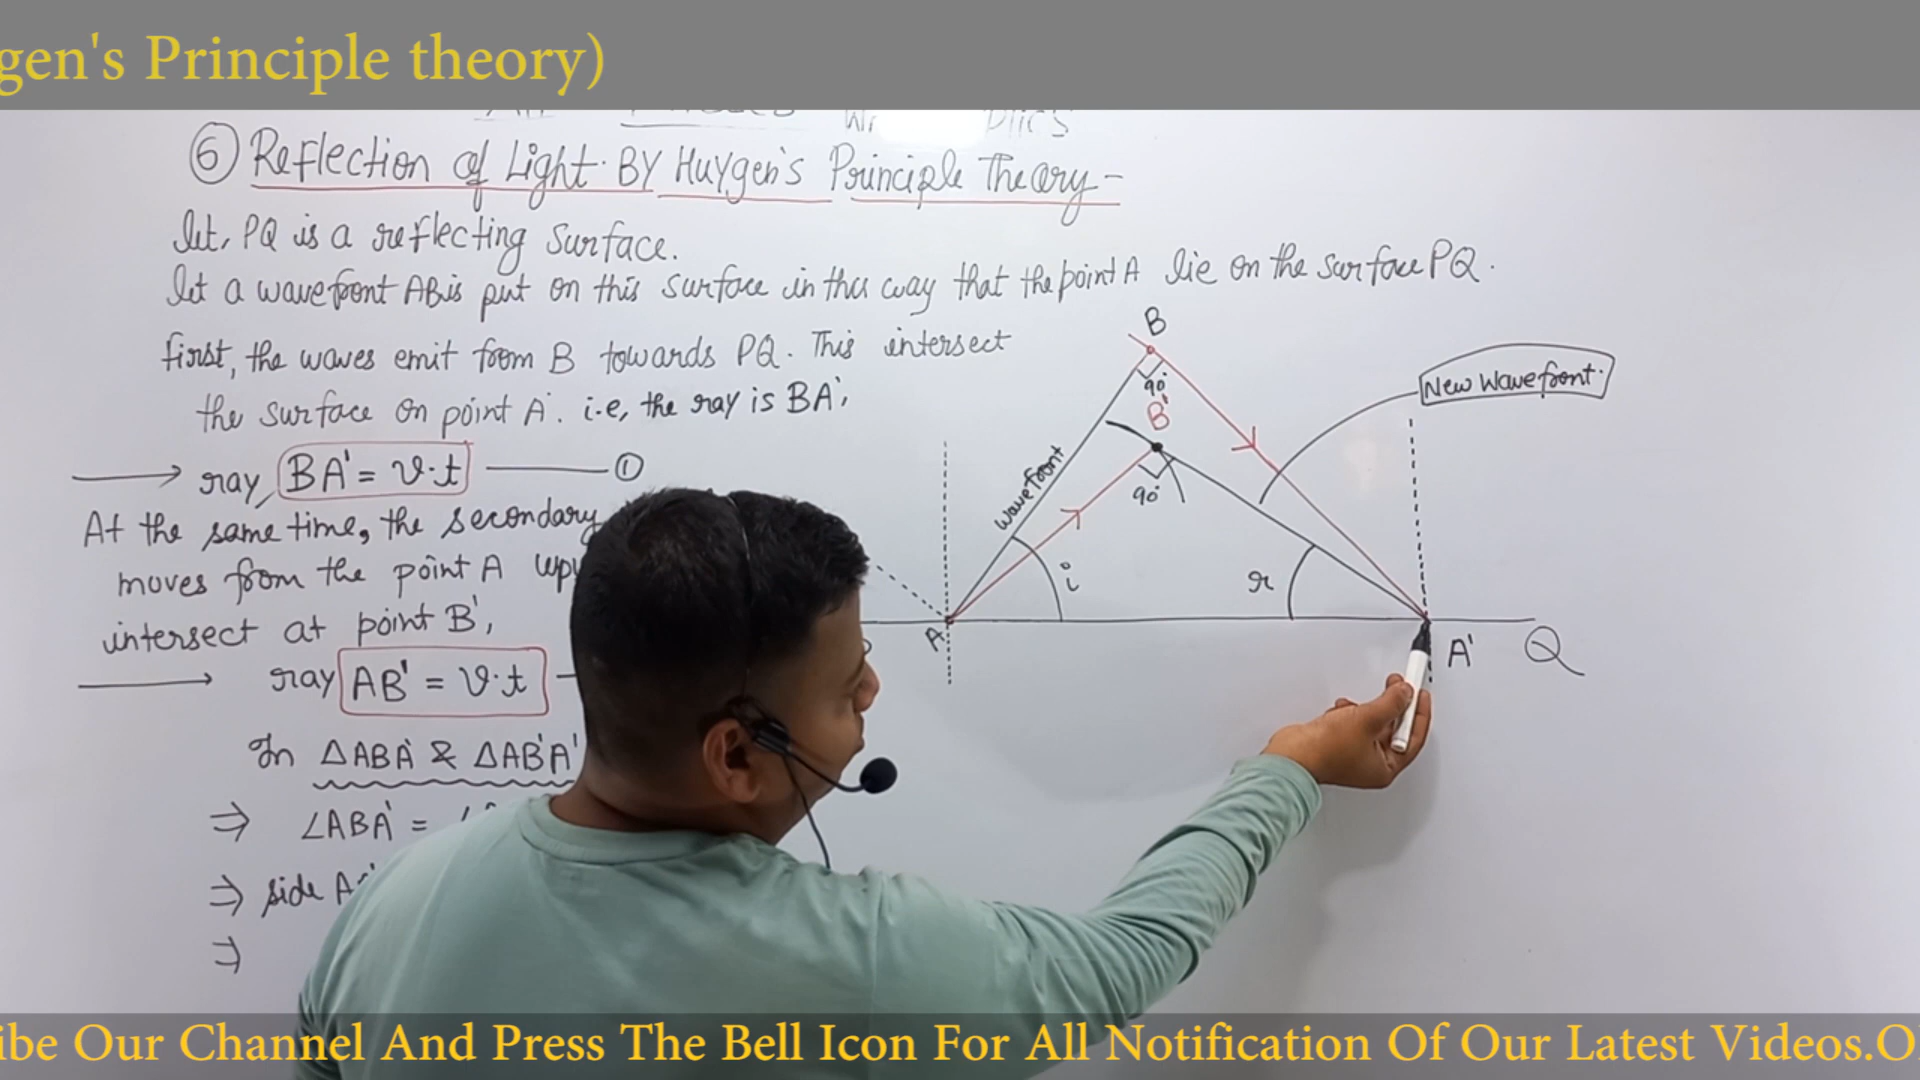 gen's Principle theory)
⑥ Reflection of Light. BY Huygen's Principle Theory-
let, PQ is a reflecting surface.
let a wavefront AB is put on this surface in this way that the point A lie on the surface PQ.
first, the waves emit from B towards PQ. This intersect
the surface on point A'. i.e, the ray is BA',
ray, BA' = v·t ①
At the same time, the secondary
moves from the point A
intersect at point B',
ray AB' = v·t
In ΔABA' & ΔAB'A'
⇒ ∠ABA' =
⇒ side
⇒
B
90°
B'
90°
wavefront
New Wavefront.
i
r
A
A'
Q
ibe Our Channel And Press The Bell Icon For All Notification Of Our Latest Videos.O